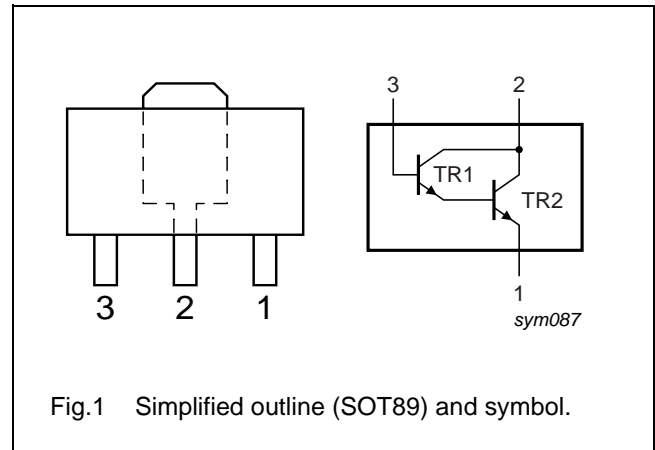 3 2
TR1
TR2
3 2 1
1
sym087
Fig.1 Simplified outline (SOT89) and symbol.